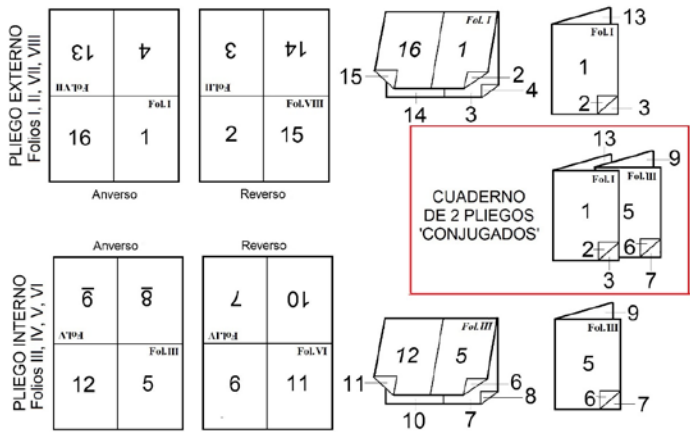 PLIEGO EXTERNO
Folios I, II, VII, VIII
13 4
Fol.VII Fol.I
16 1
Anverso
3 14
Fol.II Fol.VIII
2 15
Reverso
Fol. I
16 1
15 2
4
14 3
13
Fol.I
1
2 3
CUADERNO
DE 2 PLIEGOS
'CONJUGADOS'
13
9
Fol.I Fol.III
1 5
2 6
3 7
PLIEGO INTERNO
Folios III, IV, V, VI
Anverso
9 8
Fol.V Fol.III
12 5
Reverso
7 10
Fol.IV Fol.VI
6 11
Fol.III
12 5
11 6
8
10 7
9
Fol.III
5
6 7